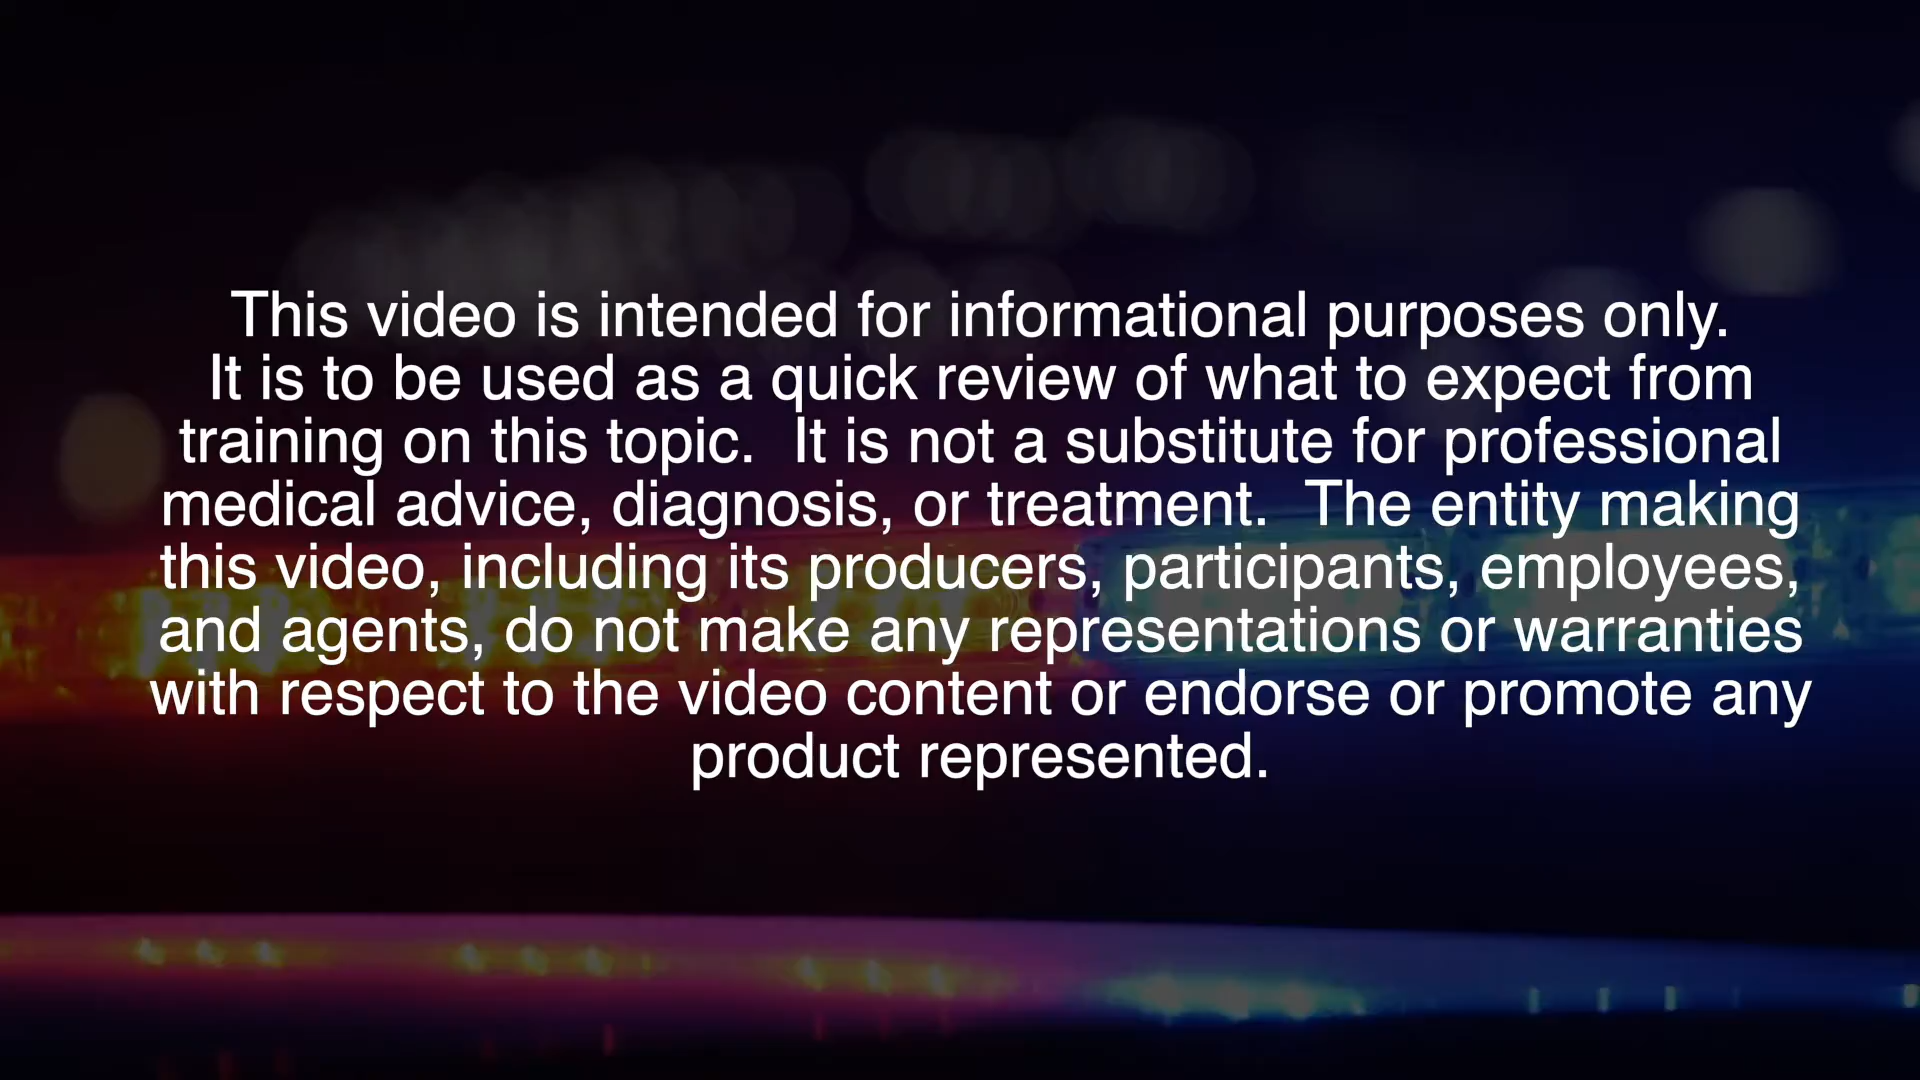 This video is intended for informational purposes only.
It is to be used as a quick review of what to expect from
training on this topic.  It is not a substitute for professional
medical advice, diagnosis, or treatment.  The entity making
this video, including its producers, participants, employees,
and agents, do not make any representations or warranties
with respect to the video content or endorse or promote any
product represented.